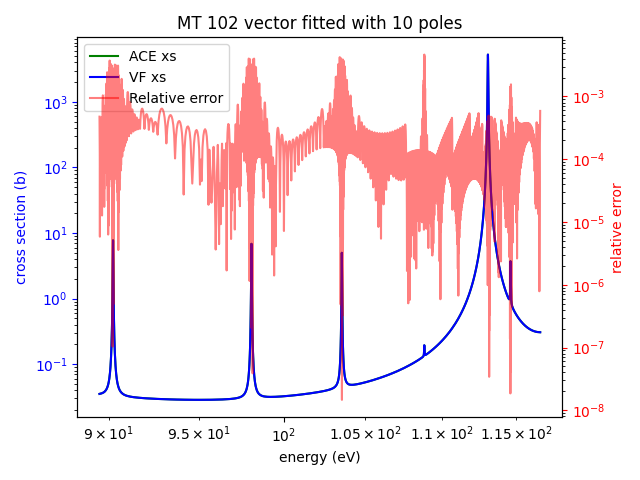 MT 102 vector fitted with 10 poles
ACE xs
VF xs
Relative error
10³
10²
10¹
10⁰
10⁻¹
cross section (b)
10⁻³
10⁻⁴
10⁻⁵
10⁻⁶
10⁻⁷
10⁻⁸
relative error
9 × 10¹ 9.5 × 10¹ 10² 1.05 × 10² 1.1 × 10² 1.15 × 10²
energy (eV)